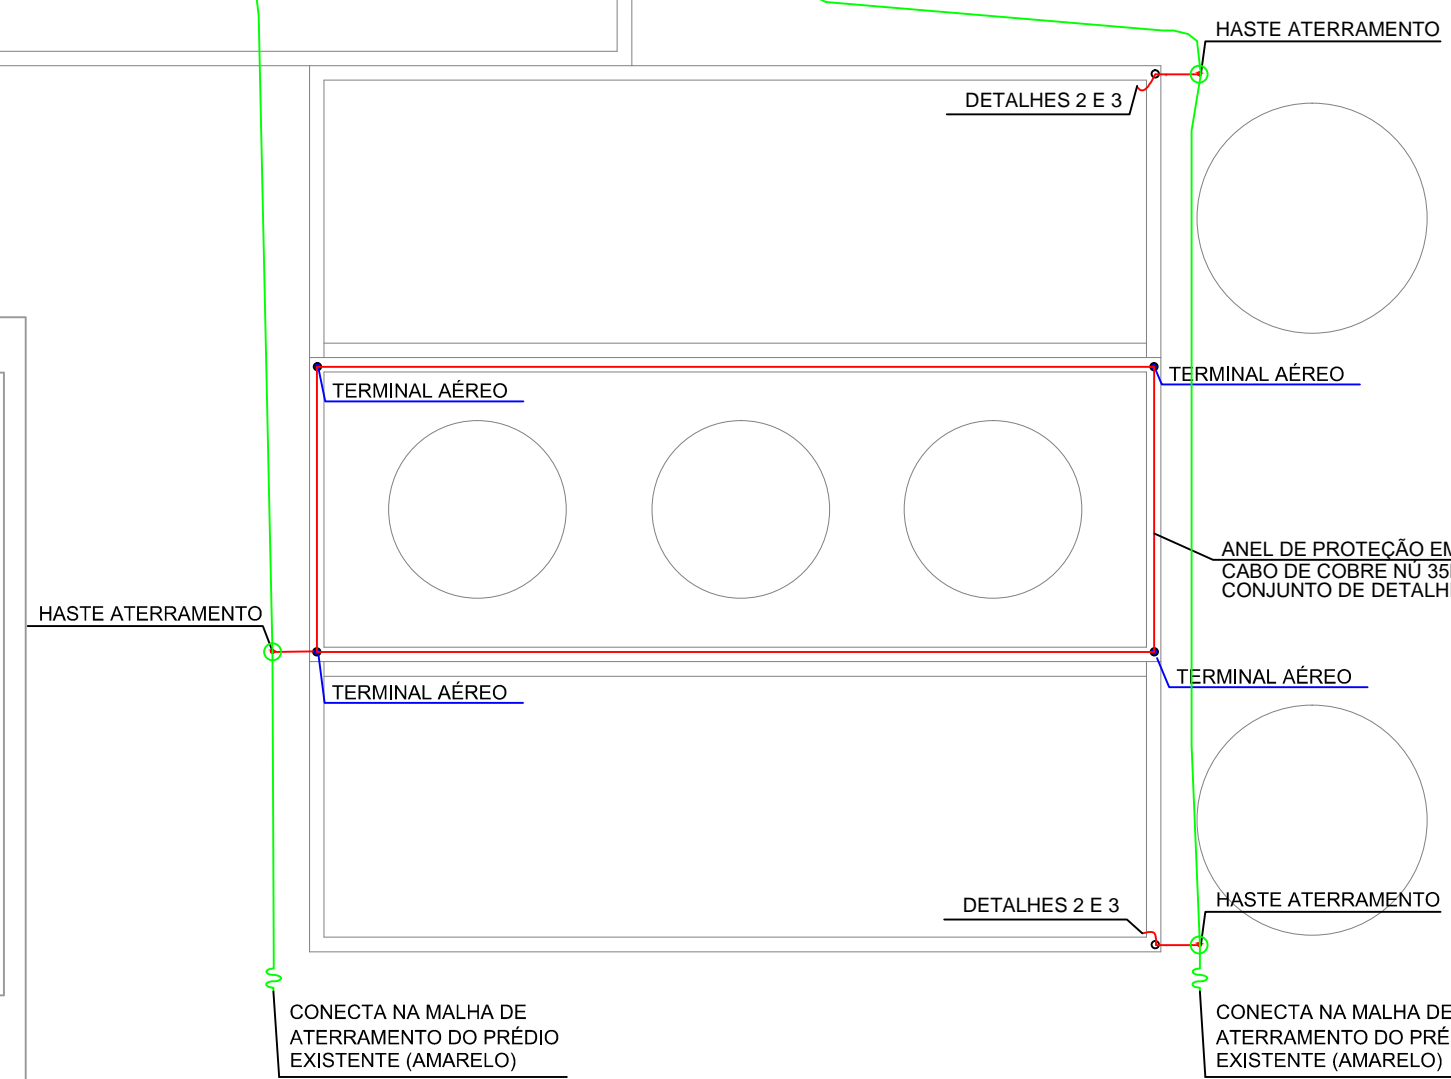 HASTE ATERRAMENTO
DETALHES 2 E 3
TERMINAL AÉREO
TERMINAL AÉREO
ANEL DE PROTEÇÃO EM
CABO DE COBRE NÚ 35
CONJUNTO DE DETALH
HASTE ATERRAMENTO
TERMINAL AÉREO
TERMINAL AÉREO
DETALHES 2 E 3
HASTE ATERRAMENTO
CONECTA NA MALHA DE
ATERRAMENTO DO PRÉDIO
EXISTENTE (AMARELO)
CONECTA NA MALHA DE
ATERRAMENTO DO PRÉ
EXISTENTE (AMARELO)